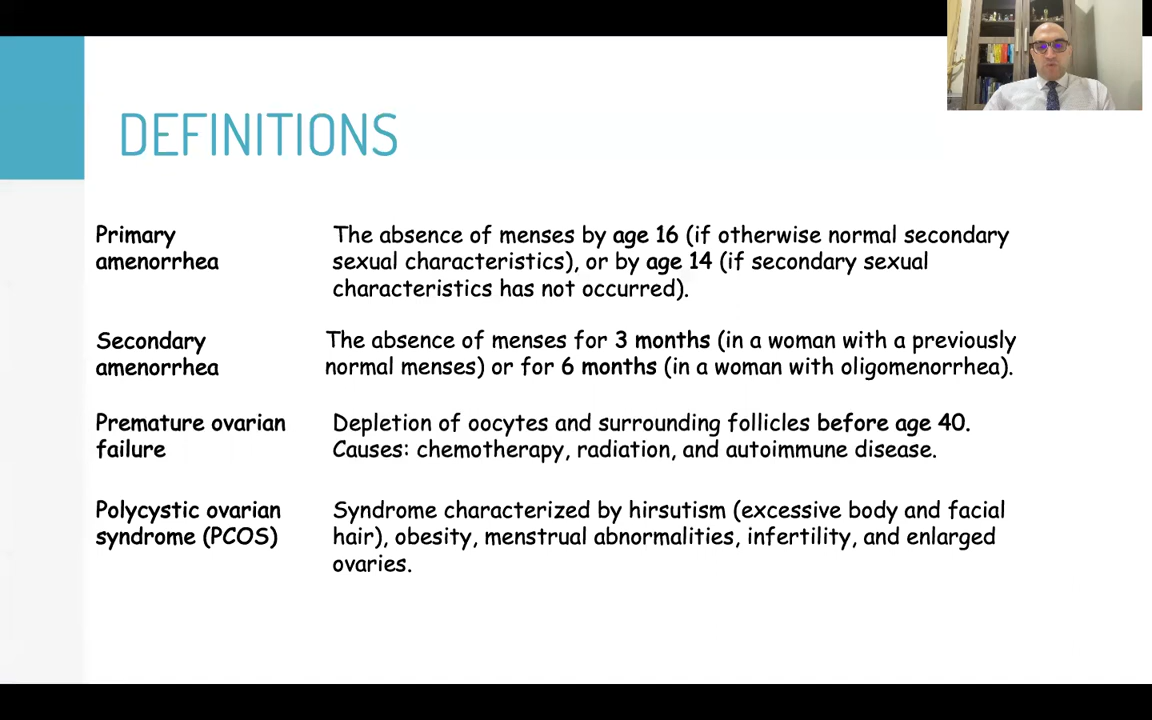 DEFINITIONS
Primary
amenorrhea
The absence of menses by age 16 (if otherwise normal secondary
sexual characteristics), or by age 14 (if secondary sexual
characteristics has not occurred).
Secondary
amenorrhea
The absence of menses for 3 months (in a woman with a previously
normal menses) or for 6 months (in a woman with oligomenorrhea).
Premature ovarian
failure
Depletion of oocytes and surrounding follicles before age 40.
Causes: chemotherapy, radiation, and autoimmune disease.
Polycystic ovarian
syndrome (PCOS)
Syndrome characterized by hirsutism (excessive body and facial
hair), obesity, menstrual abnormalities, infertility, and enlarged
ovaries.